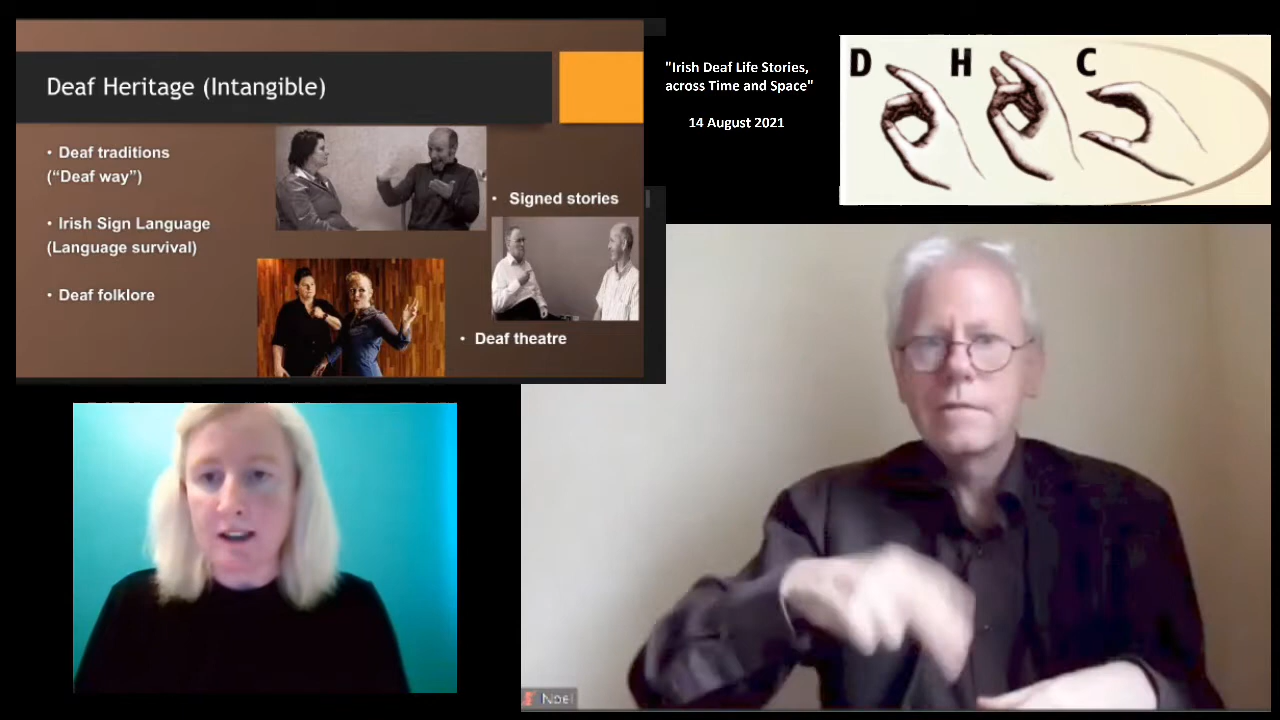 Deaf Heritage (Intangible)
• Deaf traditions
(“Deaf way”)
• Irish Sign Language
(Language survival)
• Deaf folklore
• Signed stories
• Deaf theatre
"Irish Deaf Life Stories,
across Time and Space"
14 August 2021
D H C
Noel